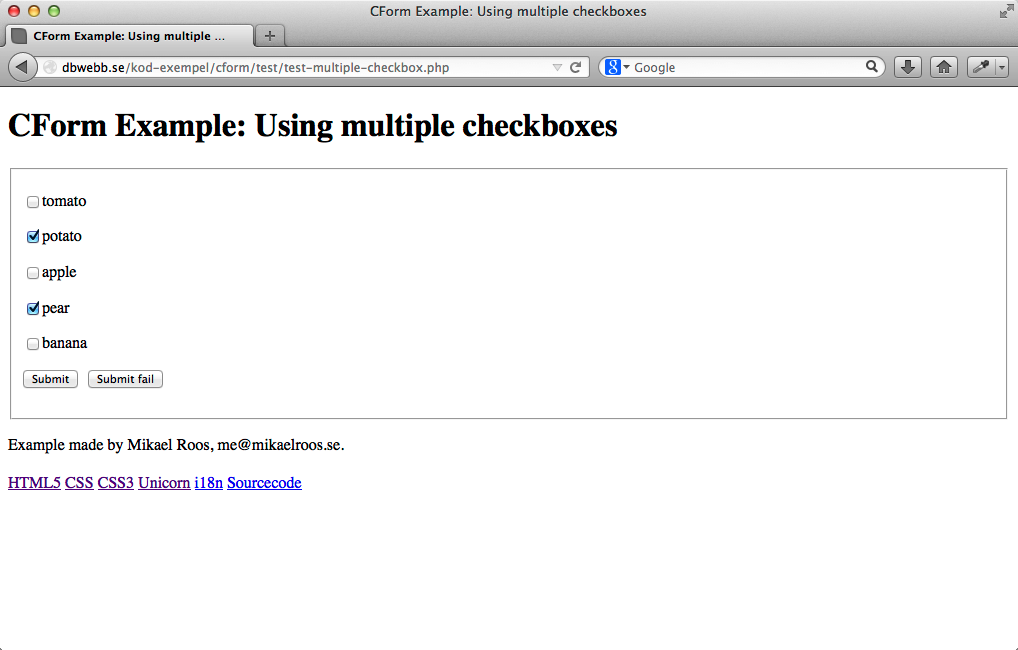 CForm Example: Using multiple checkboxes
CForm Example: Using multiple ...
dbwebb.se/kod-exempel/cform/test/test-multiple-checkbox.php
8 Google
CForm Example: Using multiple checkboxes
tomato
potato
apple
pear
banana
Submit Submit fail
Example made by Mikael Roos, me@mikaelroos.se.
HTML5 CSS CSS3 Unicorn i18n Sourcecode